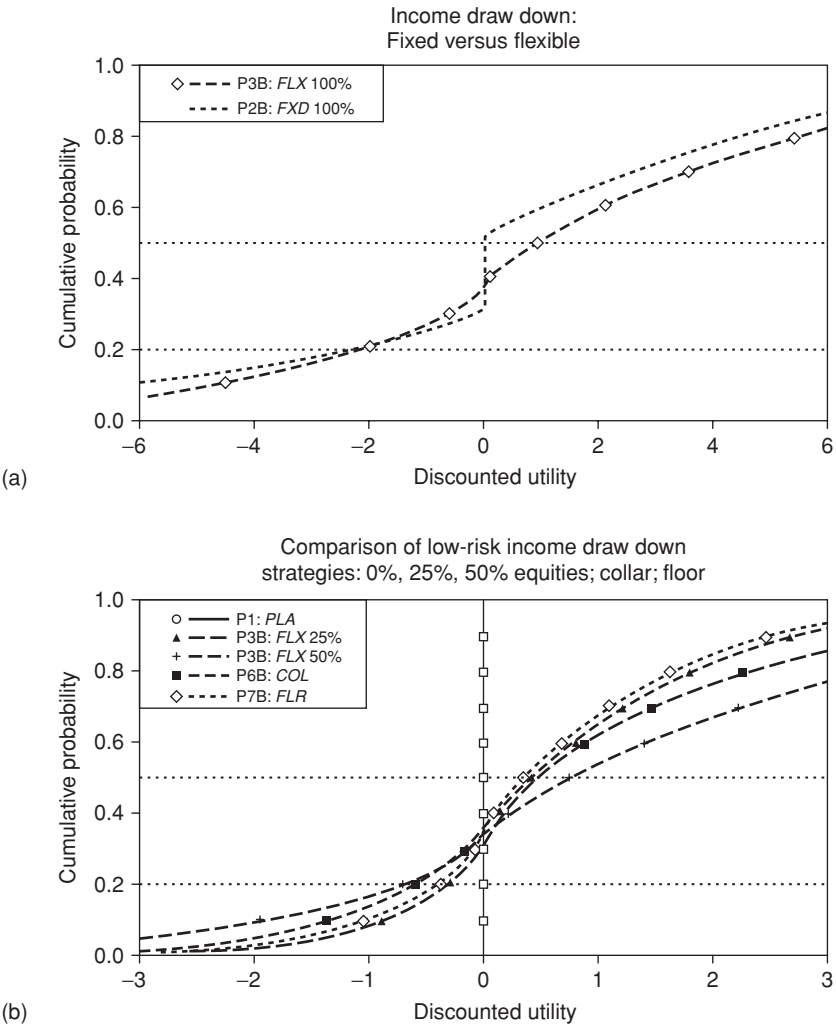 Income draw down:
Fixed versus flexible
1.0
0.8
0.6
0.4
0.2
0.0
Cumulative probability
P3B: FLX 100%
P2B: FXD 100%
−6 −4 −2 0 2 4 6
Discounted utility
(a)
Comparison of low-risk income draw down
strategies: 0%, 25%, 50% equities; collar; floor
1.0
0.8
0.6
0.4
0.2
0.0
Cumulative probability
P1: PLA
P3B: FLX 25%
P3B: FLX 50%
P6B: COL
P7B: FLR
−3 −2 −1 0 1 2 3
Discounted utility
(b)